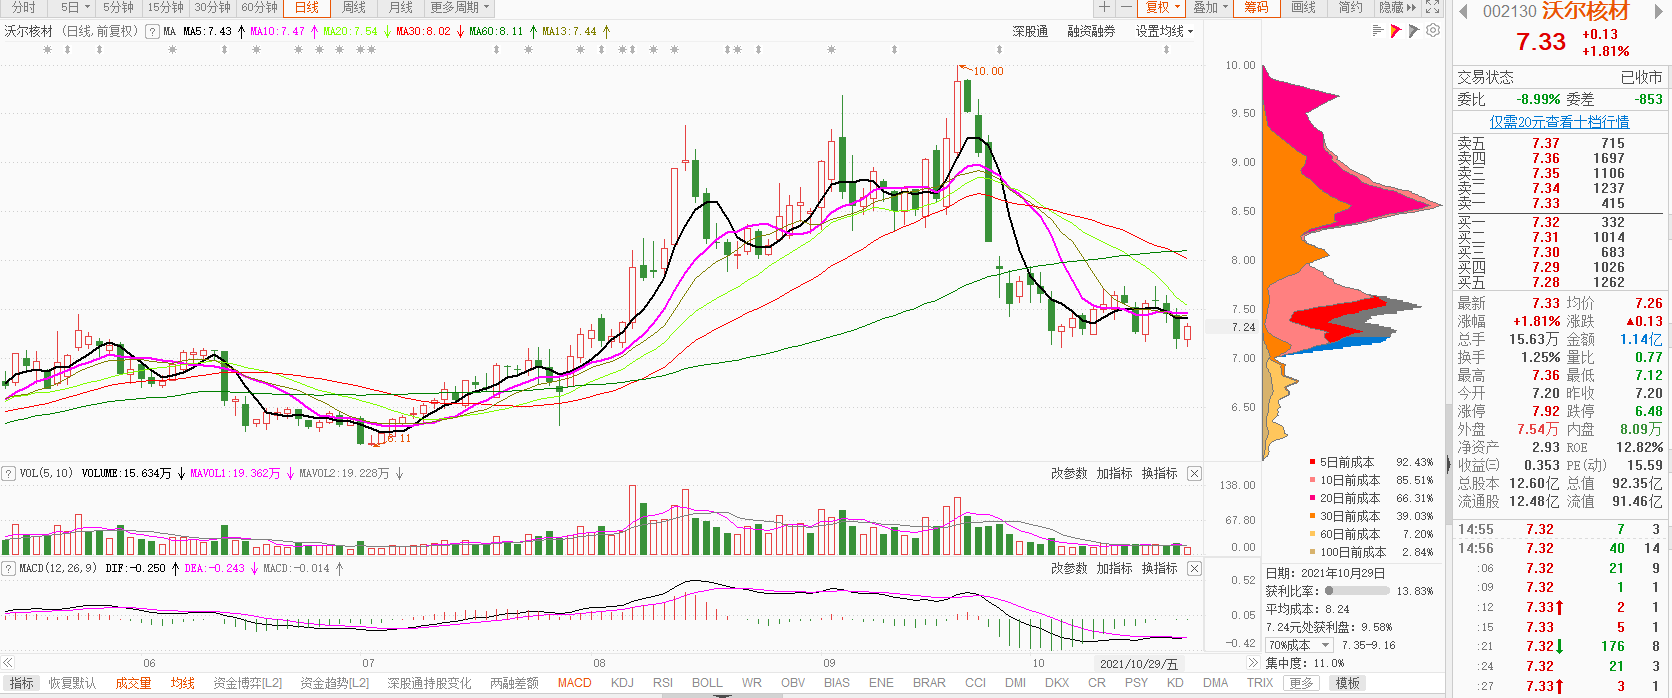 分时 5日 5分钟 15分钟 30分钟 60分钟 日线 周线 月线 更多周期 复权 叠加 筹码 画线 简约 隐藏
沃尔核材 (日线,前复权) ? MA MA5:7.43 ↑ MA10:7.47 ↑ MA20:7.54 ↓ MA30:8.02 ↓ MA60:8.11 ↑ MA13:7.44 ↑ 深股通 融资融券 设置均线
10.00
9.50
9.00
8.50
8.00
7.50
7.24
7.00
6.50
10.00
6.11
? VOL(5,10) VOLUME:15.634万 ↓ MAVOL1:19.362万 ↓ MAVOL2:19.228万 ↓ 改参数 加指标 换指标
138.00
67.80
0.00
? MACD(12,26,9) DIF:-0.250 ↑ DEA:-0.243 ↓ MACD:-0.014 ↑ 改参数 加指标 换指标
0.52
0.05
-0.42
06 07 08 09 10 2021/10/29/五
指标 恢复默认 成交量 均线 资金博弈[L2] 资金趋势[L2] 深股通持股变化 两融差额 MACD KDJ RSI BOLL WR OBV BIAS ENE BRAR CCI DMI DKX CR PSY KD DMA TRIX 更多 模板
5日前成本 92.43%
10日前成本 85.51%
20日前成本 66.31%
30日前成本 39.03%
60日前成本 7.20%
100日前成本 2.84%
日期: 2021年10月29日
获利比率: 13.83%
平均成本: 8.24
7.24元处获利盘: 9.58%
70%成本 7.35-9.16
集中度: 11.0%
002130 沃尔核材
7.33 +0.13
+1.81%
交易状态 已收市
委比 -8.99% 委差 -853
仅需20元查看十档行情
卖五 7.37 715
卖四 7.36 1697
卖三 7.35 1106
卖二 7.34 1237
卖一 7.33 415
买一 7.32 332
买二 7.31 1014
买三 7.30 683
买四 7.29 1026
买五 7.28 1262
最新 7.33 均价 7.26
涨幅 +1.81% 涨跌 ▲0.13
总手 15.63万 金额 1.14亿
换手 1.25% 量比 0.77
最高 7.36 最低 7.12
今开 7.20 昨收 7.20
涨停 7.92 跌停 6.48
外盘 7.54万 内盘 8.09万
净资产 2.93 ROE 12.82%
收益㈢ 0.353 PE(动) 15.59
总股本 12.60亿 总值 92.35亿
流通股 12.48亿 流值 91.46亿
14:55 7.32 7 3
14:56 7.32 40 14
:06 7.32 21 9
:09 7.32 1 1
:12 7.33↑ 2 1
:15 7.33 5 1
:21 7.32↓ 176 8
:24 7.32 21 3
:27 7.33↑ 3 1